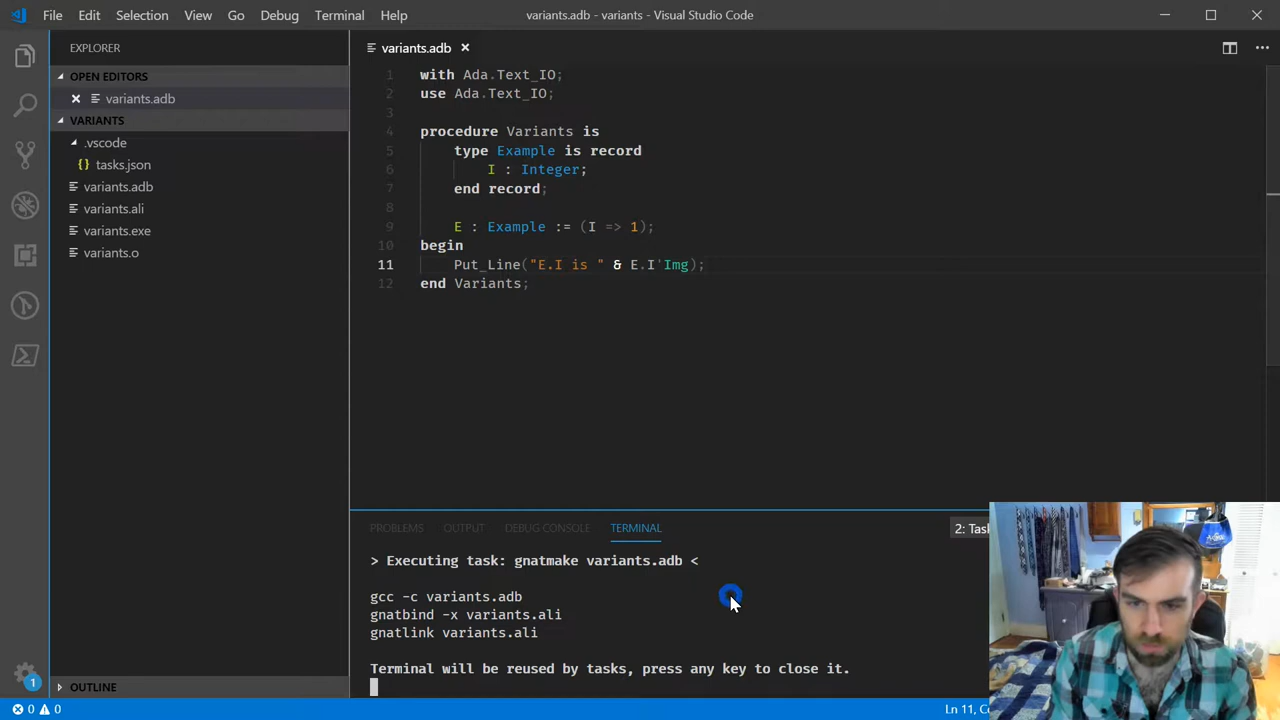 File Edit Selection View Go Debug Terminal Help
variants.adb - variants - Visual Studio Code
EXPLORER
OPEN EDITORS
variants.adb
VARIANTS
.vscode
{} tasks.json
variants.adb
variants.ali
variants.exe
variants.o
OUTLINE
1
variants.adb
1 with Ada.Text_IO;
2 use Ada.Text_IO;
3
4 procedure Variants is
5 type Example is record
6 I : Integer;
7 end record;
8
9 E : Example := (I => 1);
10 begin
11 Put_Line("E.I is " & E.I'Img);
12 end Variants;
PROBLEMS OUTPUT DEBUG CONSOLE TERMINAL
2: Task
> Executing task: gnatmake variants.adb <
gcc -c variants.adb
gnatbind -x variants.ali
gnatlink variants.ali
Terminal will be reused by tasks, press any key to close it.
0 0
Ln 11, C